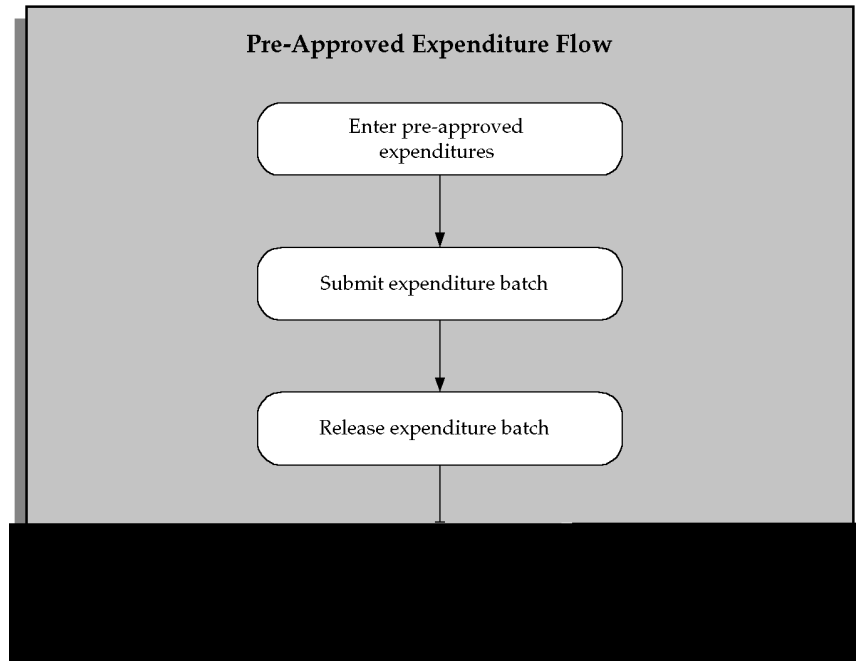 Pre-Approved Expenditure Flow
Enter pre-approved
expenditures
Submit expenditure batch
Release expenditure batch